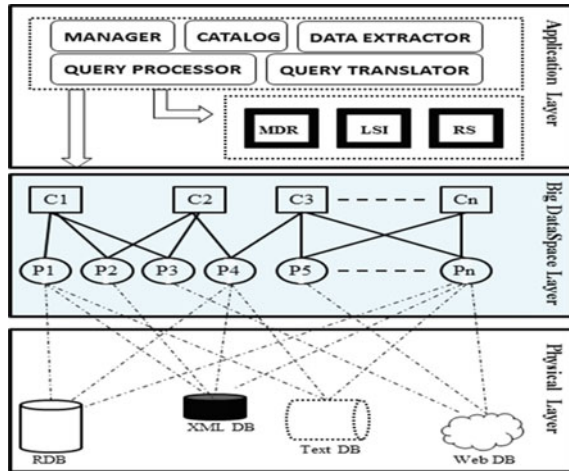 MANAGER
CATALOG
DATA EXTRACTOR
QUERY PROCESSOR
QUERY TRANSLATOR
MDR
LSI
RS
Application Layer
C1
C2
C3
Cn
P1
P2
P3
P4
P5
Pn
Big DataSpace Layer
RDB
XML DB
Text DB
Web DB
Physical Layer